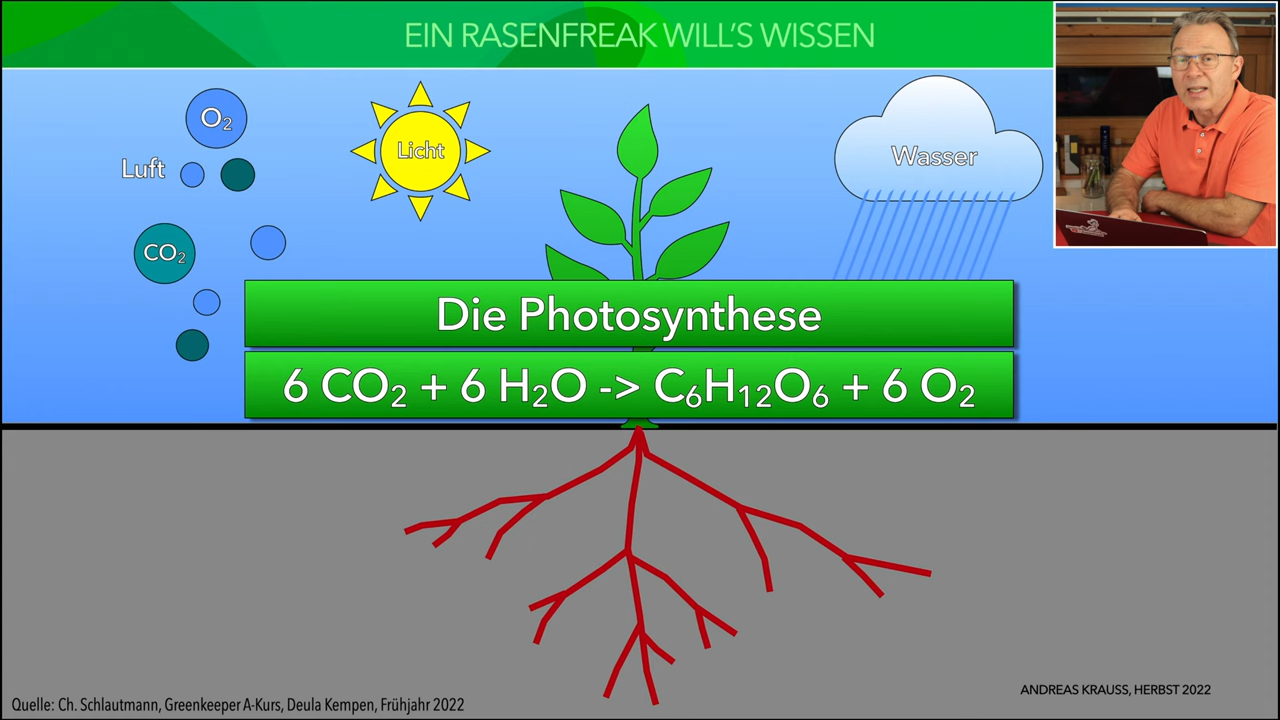 EIN RASENFREAK WILL'S WISSEN
O₂
Luft
Licht
Wasser
CO₂
Die Photosynthese
6 CO₂ + 6 H₂O -> C₆H₁₂O₆ + 6 O₂
ANDREAS KRAUSS, HERBST 2022
Quelle: Ch. Schlautmann, Greenkeeper A-Kurs, Deula Kempen, Frühjahr 2022